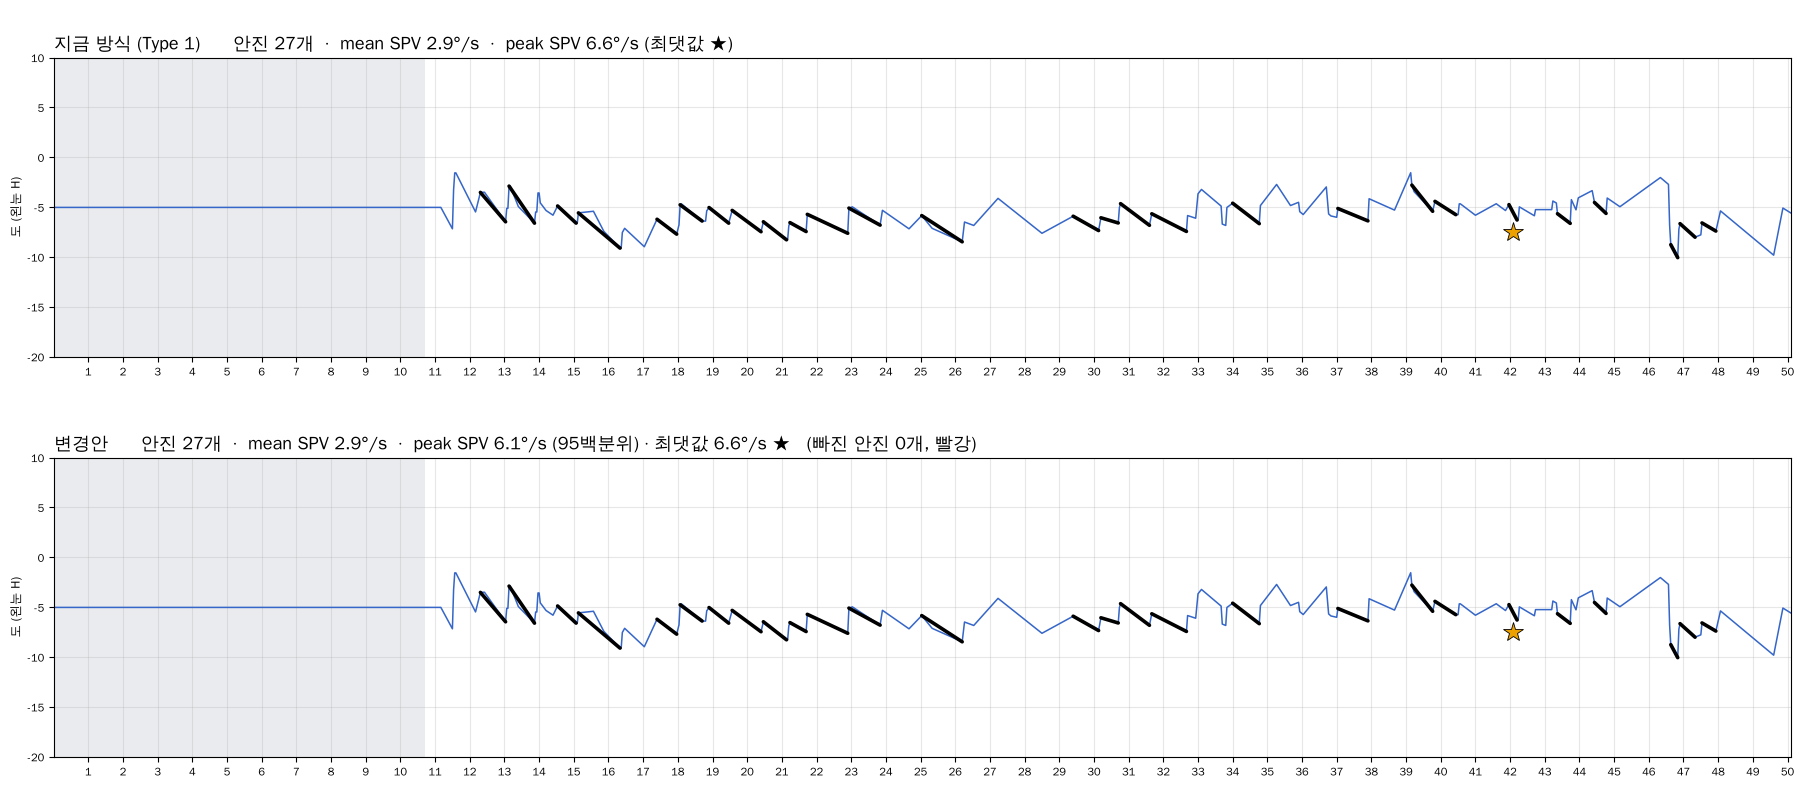 지금 방식 (Type 1) 안진 27개 · mean SPV 2.9°/s · peak SPV 6.6°/s (최댓값 ★)
10
5
0
-5
-10
-15
-20
도 (왼눈 H)
1 2 3 4 5 6 7 8 9 10 11 12 13 14 15 16 17 18 19 20 21 22 23 24 25 26 27 28 29 30 31 32 33 34 35 36 37 38 39 40 41 42 43 44 45 46 47 48 49 50
변경안 안진 27개 · mean SPV 2.9°/s · peak SPV 6.1°/s (95백분위) · 최댓값 6.6°/s ★ (빠진 안진 0개, 빨강)
10
5
0
-5
-10
-15
-20
도 (왼눈 H)
1 2 3 4 5 6 7 8 9 10 11 12 13 14 15 16 17 18 19 20 21 22 23 24 25 26 27 28 29 30 31 32 33 34 35 36 37 38 39 40 41 42 43 44 45 46 47 48 49 50